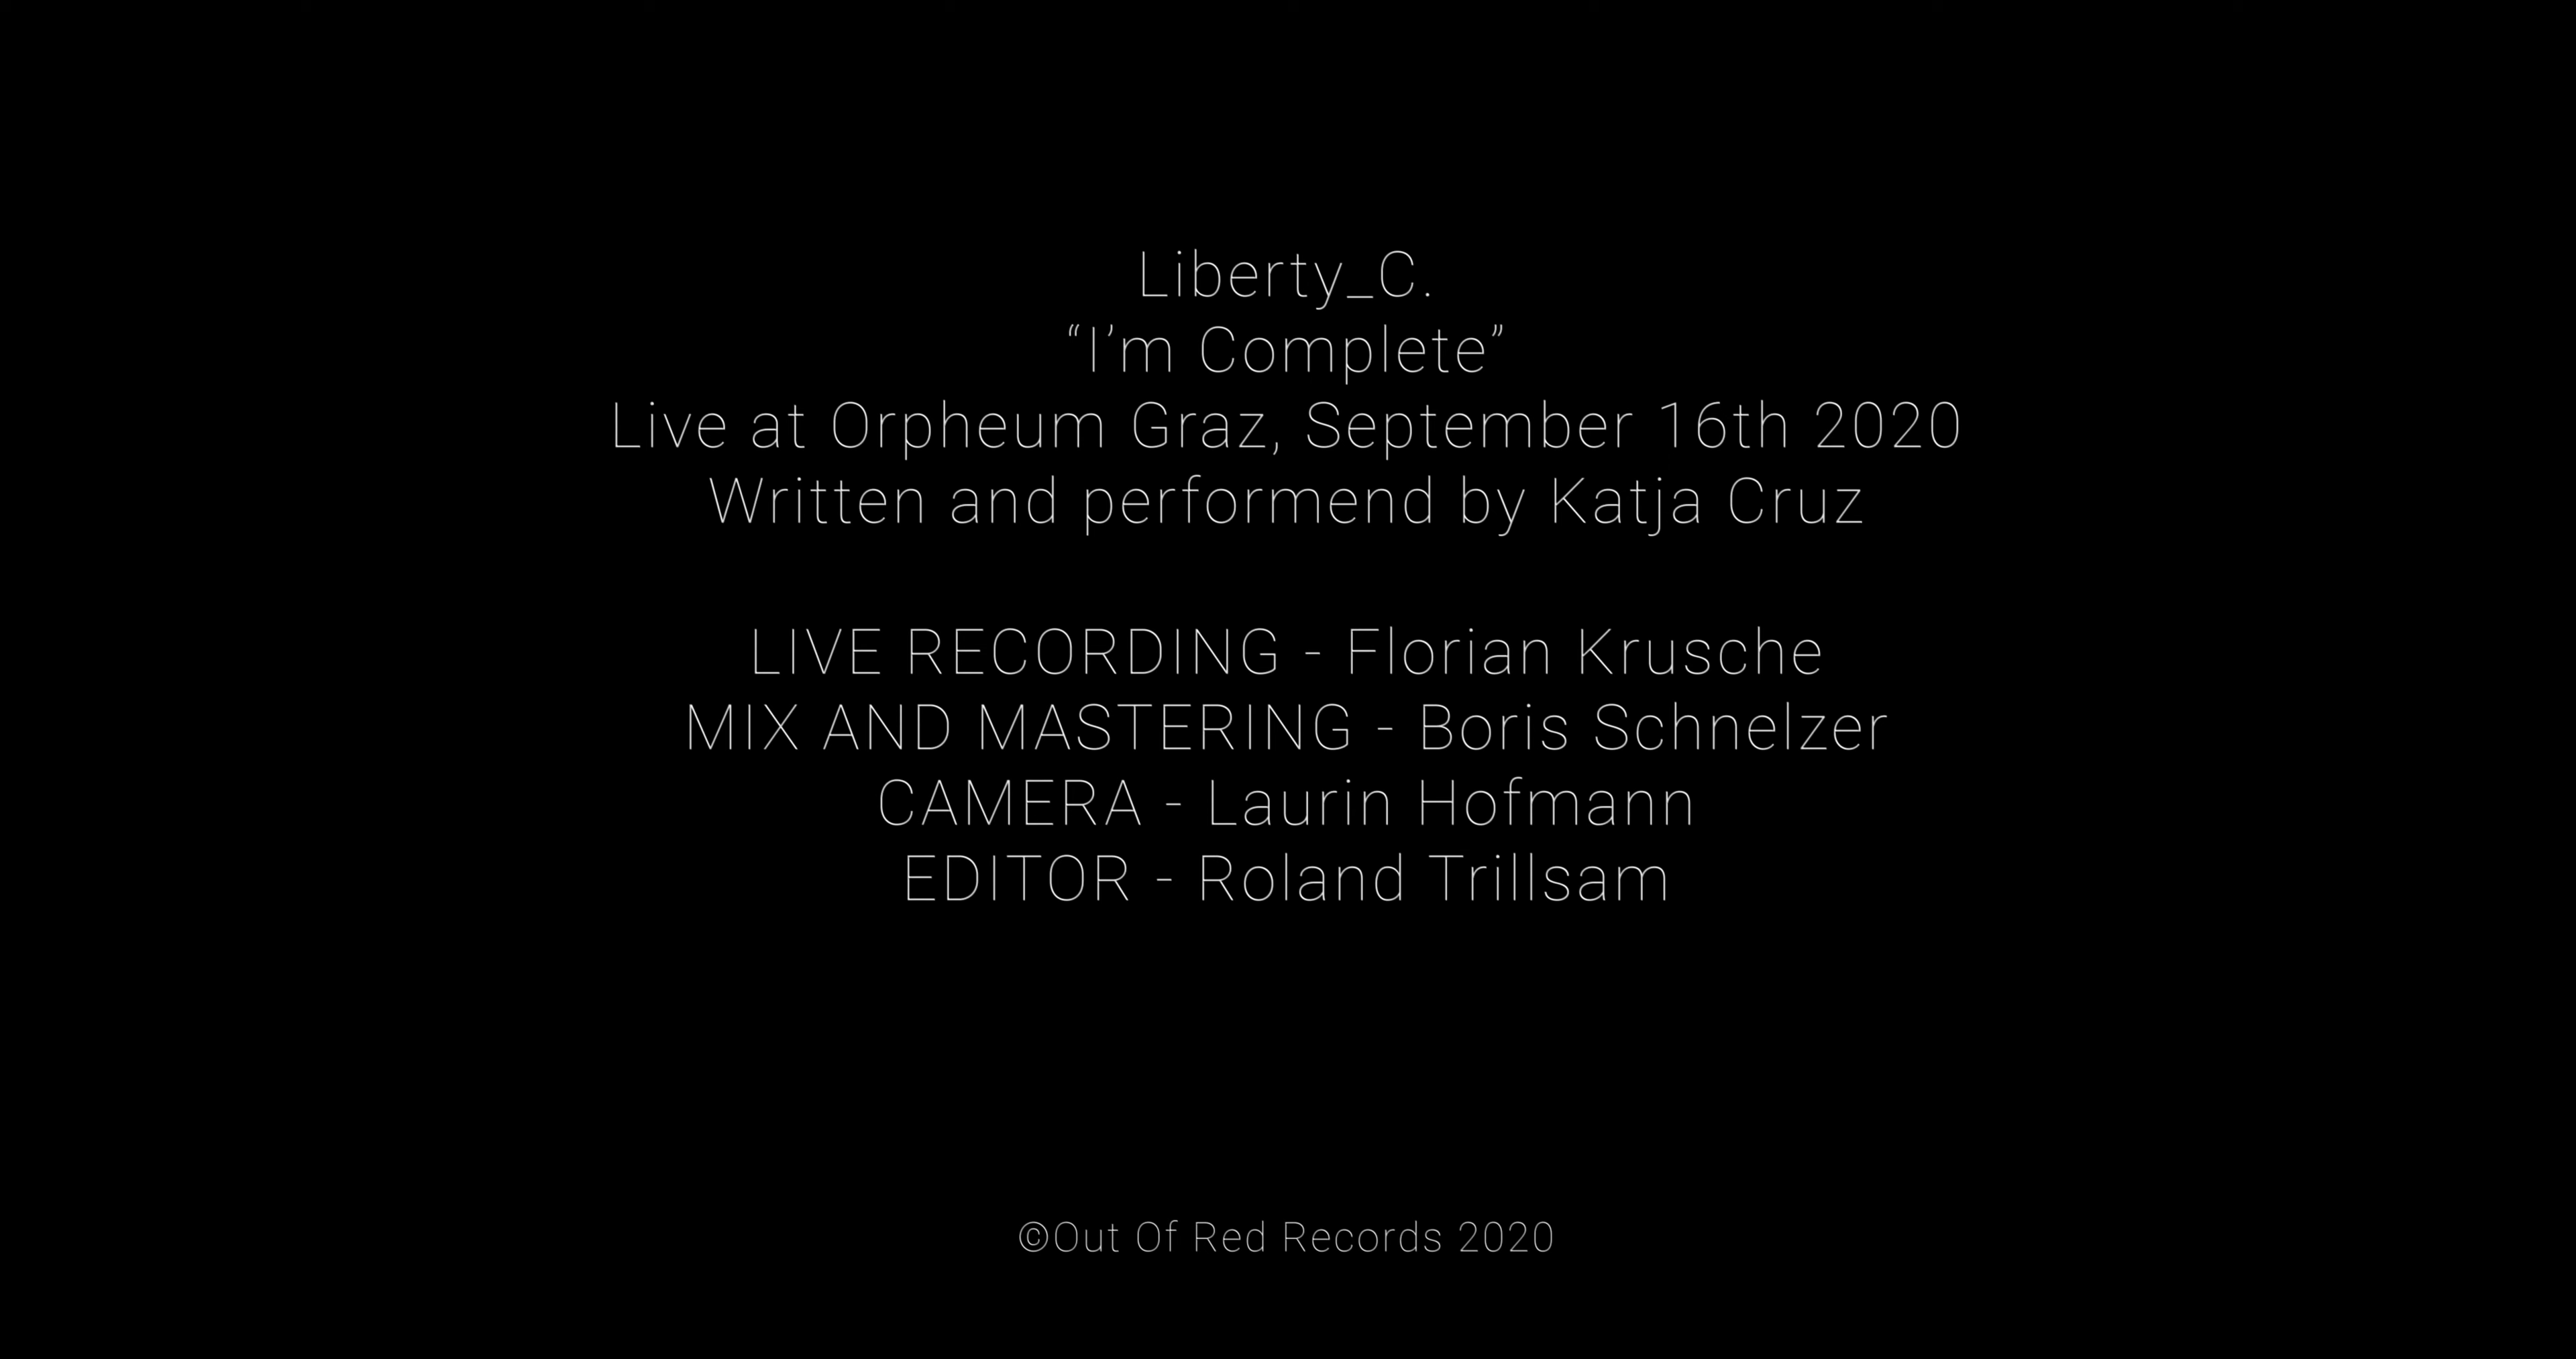 Liberty_C.
“I’m Complete”
Live at Orpheum Graz, September 16th 2020
Written and performend by Katja Cruz
LIVE RECORDING - Florian Krusche
MIX AND MASTERING - Boris Schnelzer
CAMERA - Laurin Hofmann
EDITOR - Roland Trillsam
©Out Of Red Records 2020